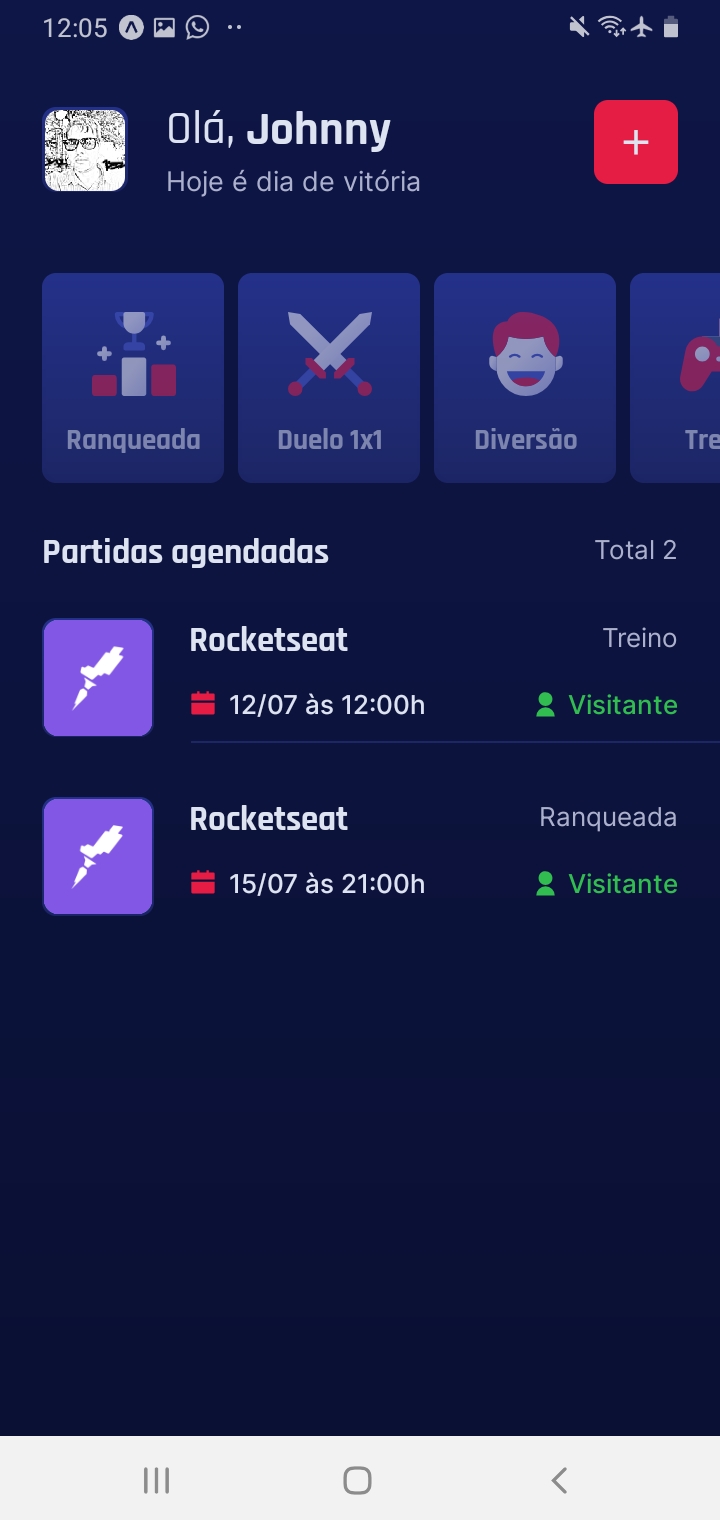 12:05
Olá, Johnny
Hoje é dia de vitória
Ranqueada
Duelo 1x1
Diversão
Tre
Partidas agendadas
Total 2
Rocketseat
Treino
12/07 às 12:00h
Visitante
Rocketseat
Ranqueada
15/07 às 21:00h
Visitante